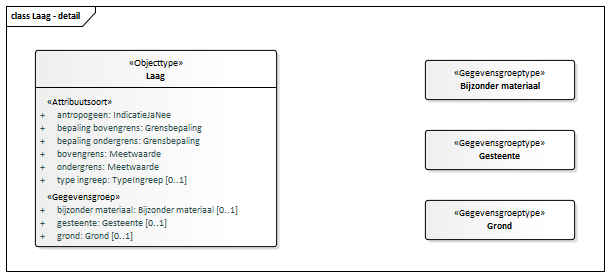 class Laag - detail
«Objecttype»
Laag
«Attribuutsoort»
+ antropogeen: IndicatieJaNee
+ bepaling bovengrens: Grensbepaling
+ bepaling ondergrens: Grensbepaling
+ bovengrens: Meetwaarde
+ ondergrens: Meetwaarde
+ type ingreep: TypeIngreep [0..1]
«Gegevensgroep»
+ bijzonder materiaal: Bijzonder materiaal [0..1]
+ gesteente: Gesteente [0..1]
+ grond: Grond [0..1]
«Gegevensgroeptype»
Bijzonder materiaal
«Gegevensgroeptype»
Gesteente
«Gegevensgroeptype»
Grond